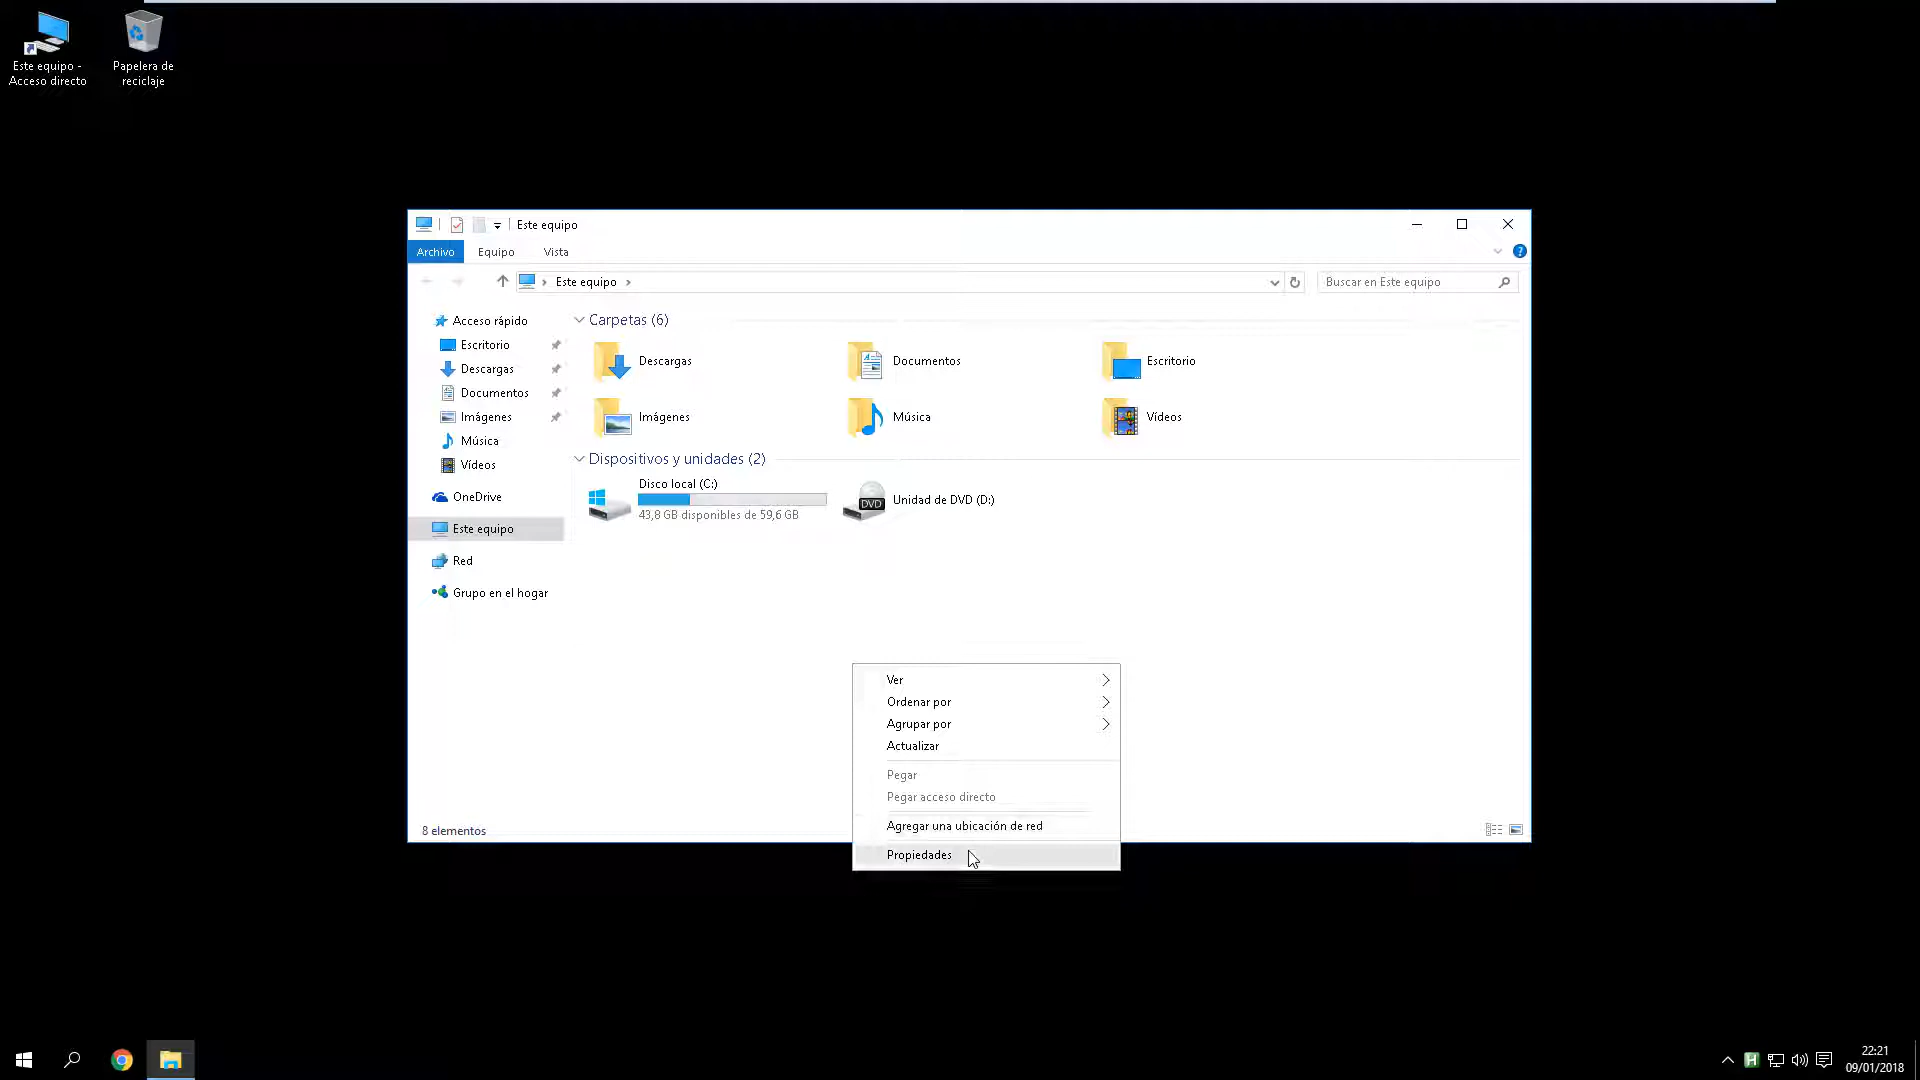 Este equipo -
Acceso directo
Papelera de
reciclaje
Este equipo
Archivo
Equipo
Vista
Este equipo
Buscar en Este equipo
Acceso rápido
Escritorio
Descargas
Documentos
Imágenes
Música
Vídeos
OneDrive
Este equipo
Red
Grupo en el hogar
Carpetas (6)
Descargas
Documentos
Escritorio
Imágenes
Música
Vídeos
Dispositivos y unidades (2)
Disco local (C:)
43,8 GB disponibles de 59,6 GB
DVD
Unidad de DVD (D:)
Ver
Ordenar por
Agrupar por
Actualizar
Pegar
Pegar acceso directo
Agregar una ubicación de red
Propiedades
8 elementos
H
22:21
09/01/2018